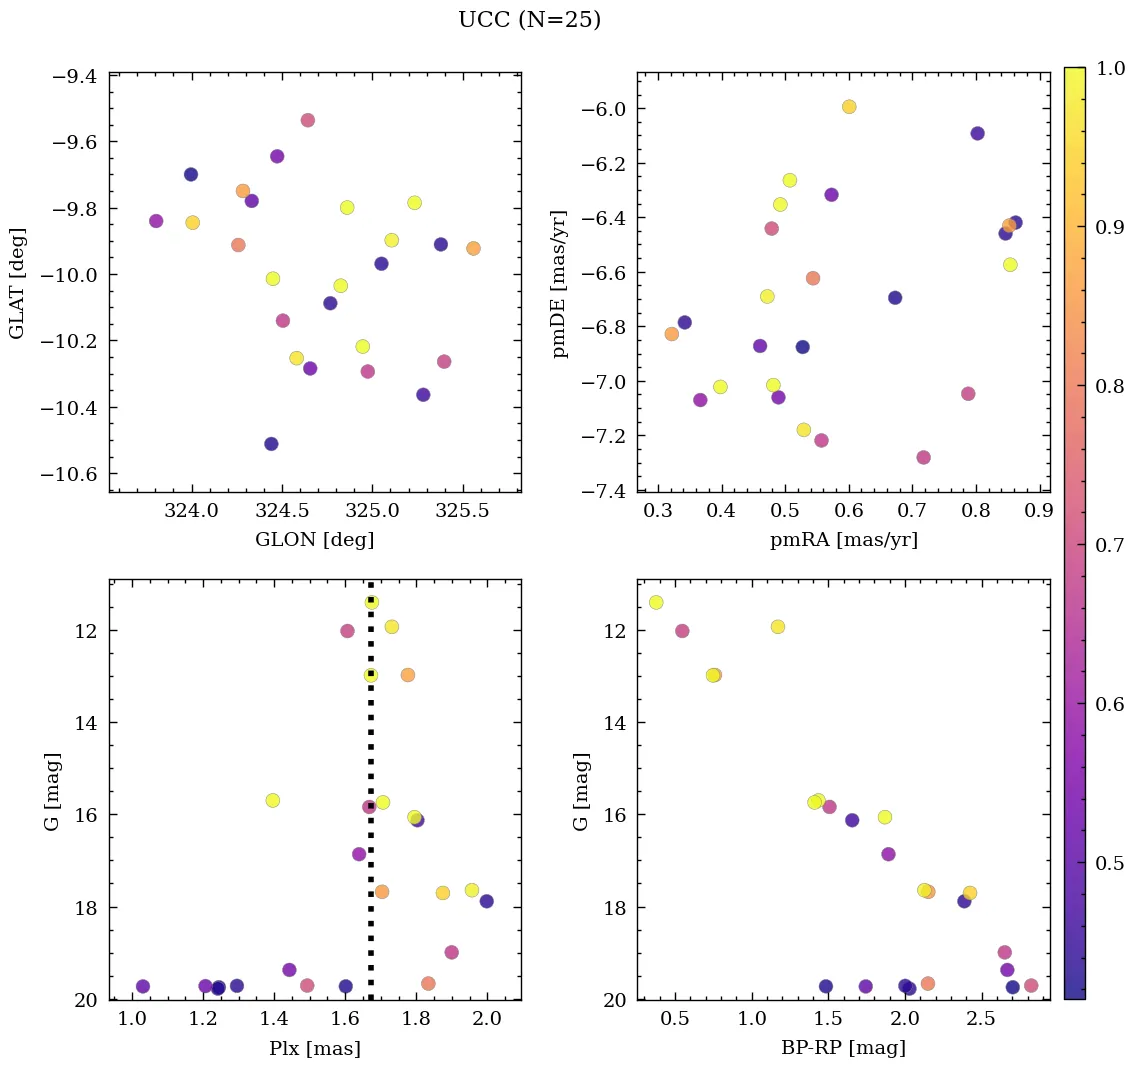 UCC (N=25)
−9.4
−9.6
−9.8
−10.0
−10.2
−10.4
−10.6
GLAT [deg]
324.0 324.5 325.0 325.5
GLON [deg]
−6.0
−6.2
−6.4
−6.6
−6.8
−7.0
−7.2
−7.4
pmDE [mas/yr]
0.3 0.4 0.5 0.6 0.7 0.8 0.9
pmRA [mas/yr]
12
14
16
18
20
G [mag]
1.0 1.2 1.4 1.6 1.8 2.0
Plx [mas]
12
14
16
18
20
G [mag]
0.5 1.0 1.5 2.0 2.5
BP-RP [mag]
1.0
0.9
0.8
0.7
0.6
0.5